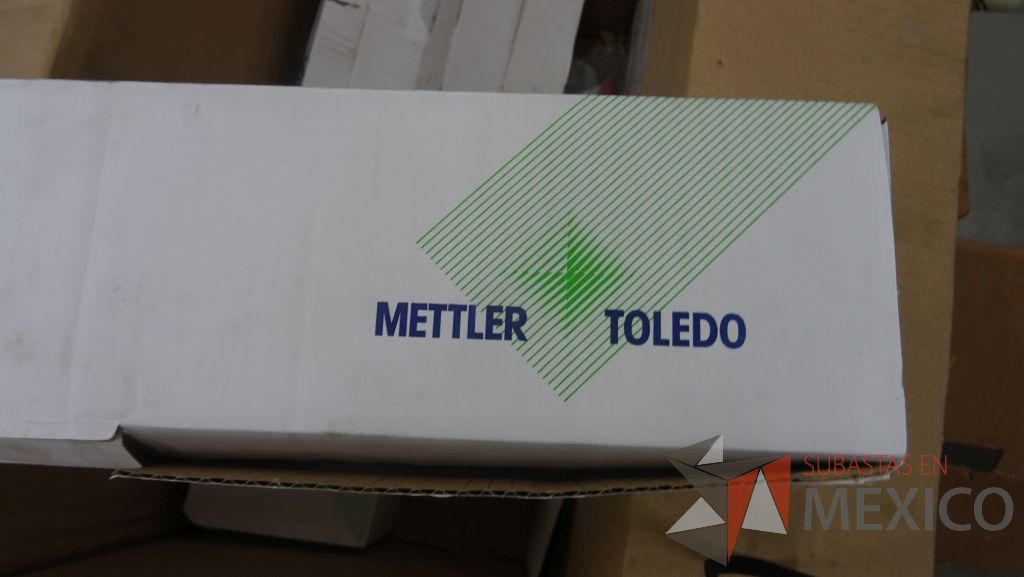 METTLER TOLEDO
SUBASTAS EN
MEXICO